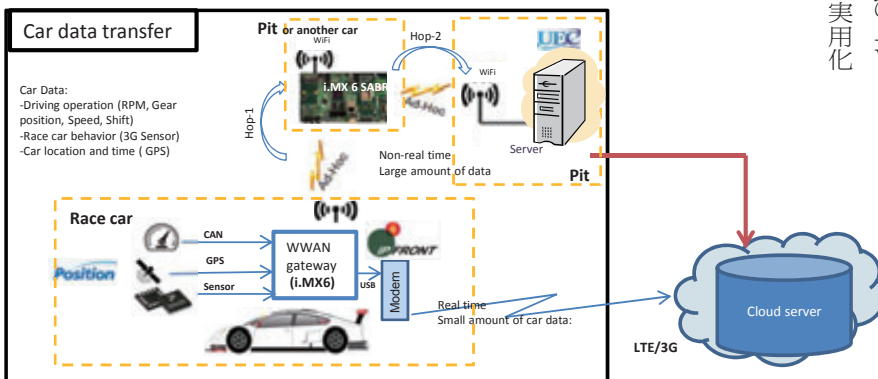 Car data transfer
Pit or another car
WiFi
i.MX 6 SABR
Hop-1
Hop-2
Ad-Hoc
UEC
WiFi
Server
Pit
Car Data:
-Driving operation (RPM, Gear
position, Speed, Shift)
-Race car behavior (3G Sensor)
-Car location and time ( GPS)
Ad-Hoc
Non-real time
Large amount of data
Race car
CAN
GPS
Sensor
Position
WWAN
gateway
(i.MX6)
USB
FRONT
Modem
Real time
Small amount of car data:
LTE/3G
Cloud server
実用化